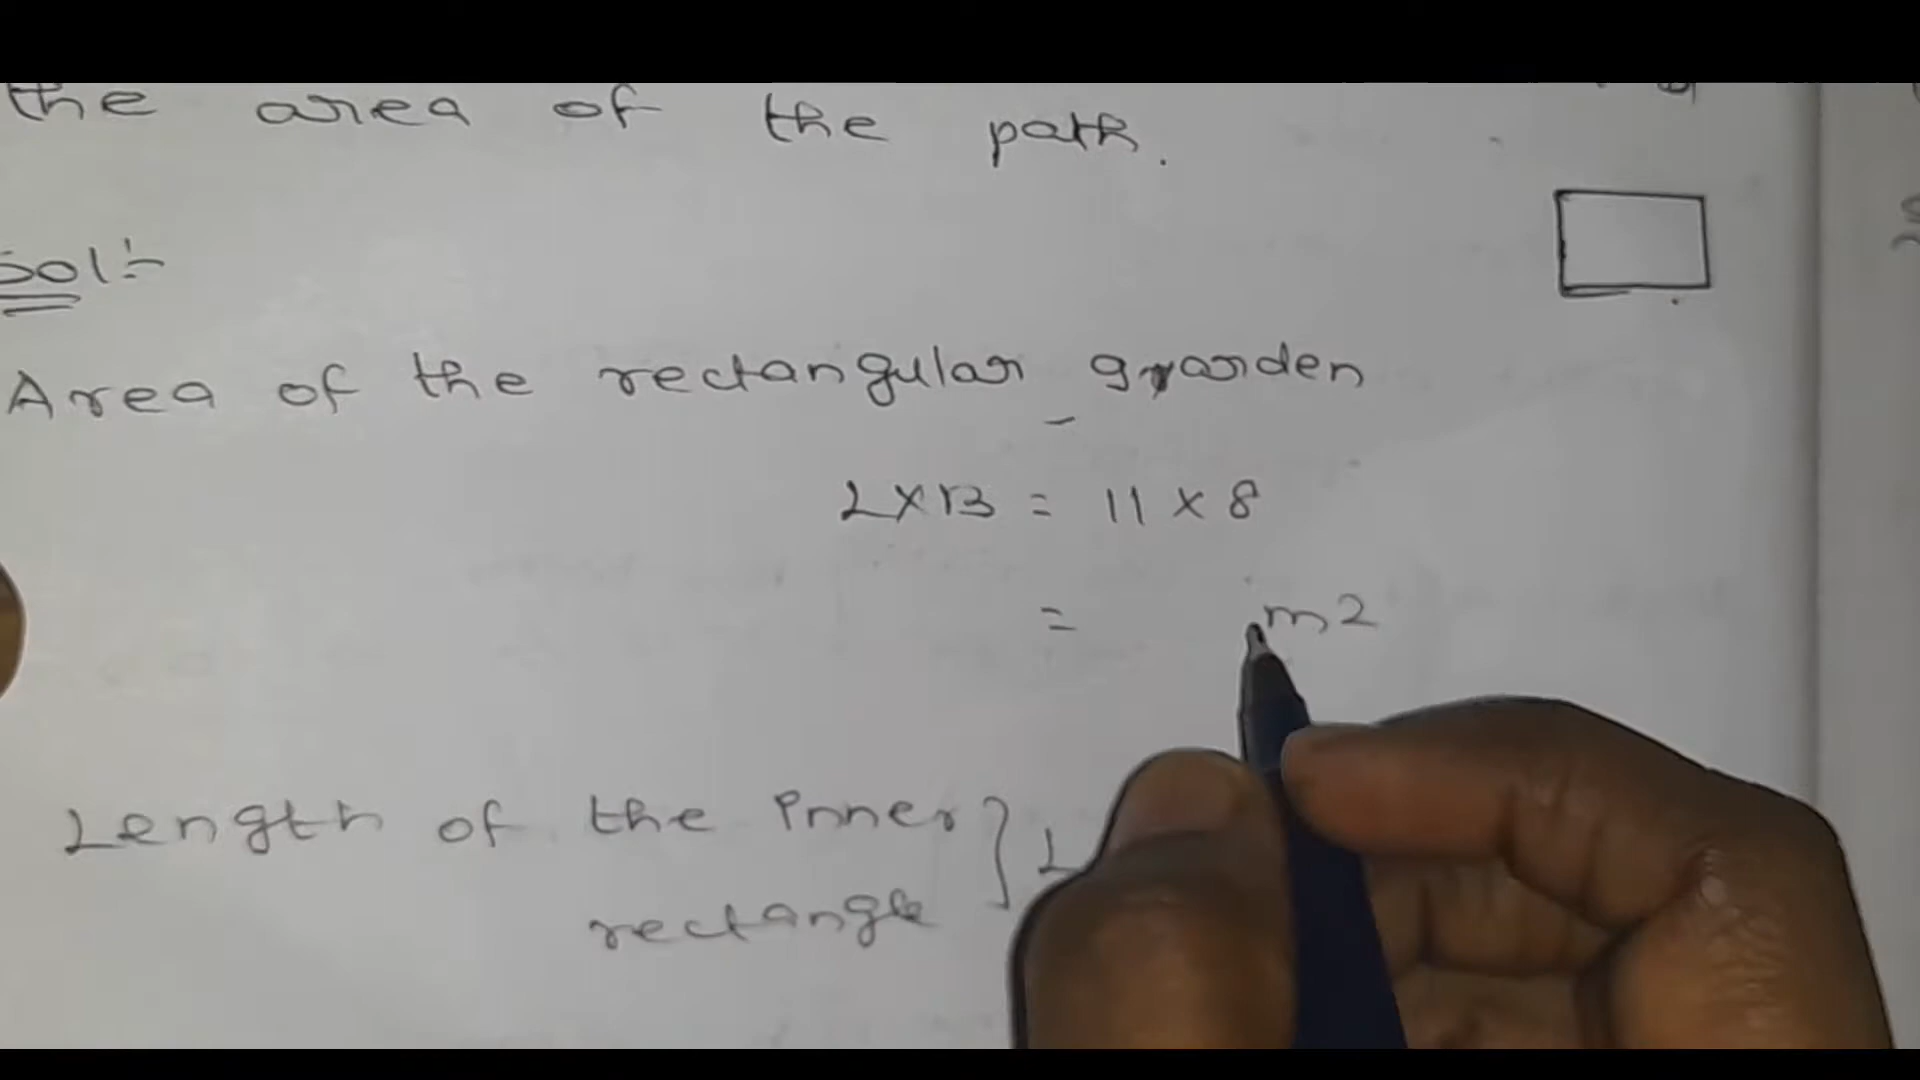 the area of the path.
Sol:-
Area of the rectangular garden
L×B = 11 × 8
= m2
Length of the Inner } L
rectangle